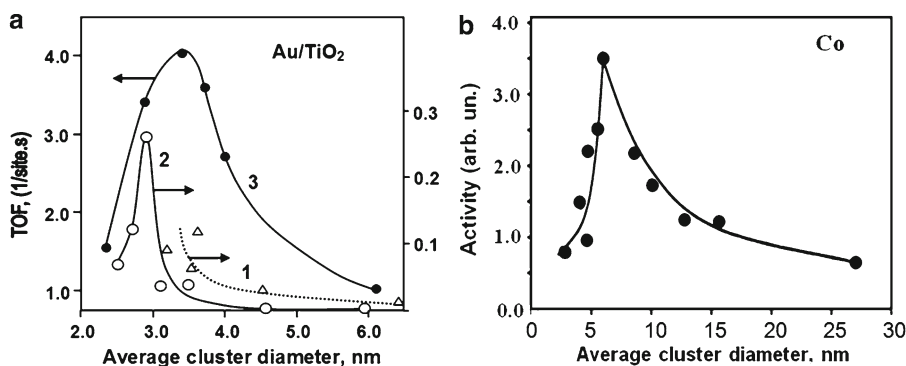 a
Au/TiO2
TOF, (1/site.s)
4.0
3.0
2.0
1.0
0.3
0.2
0.1
2
3
1
2.0 3.0 4.0 5.0 6.0
Average cluster diameter, nm
b
Co
Activity (arb. un.)
4.0
3.0
2.0
1.0
0.0
0 5 10 15 20 25 30
Average cluster diameter, nm